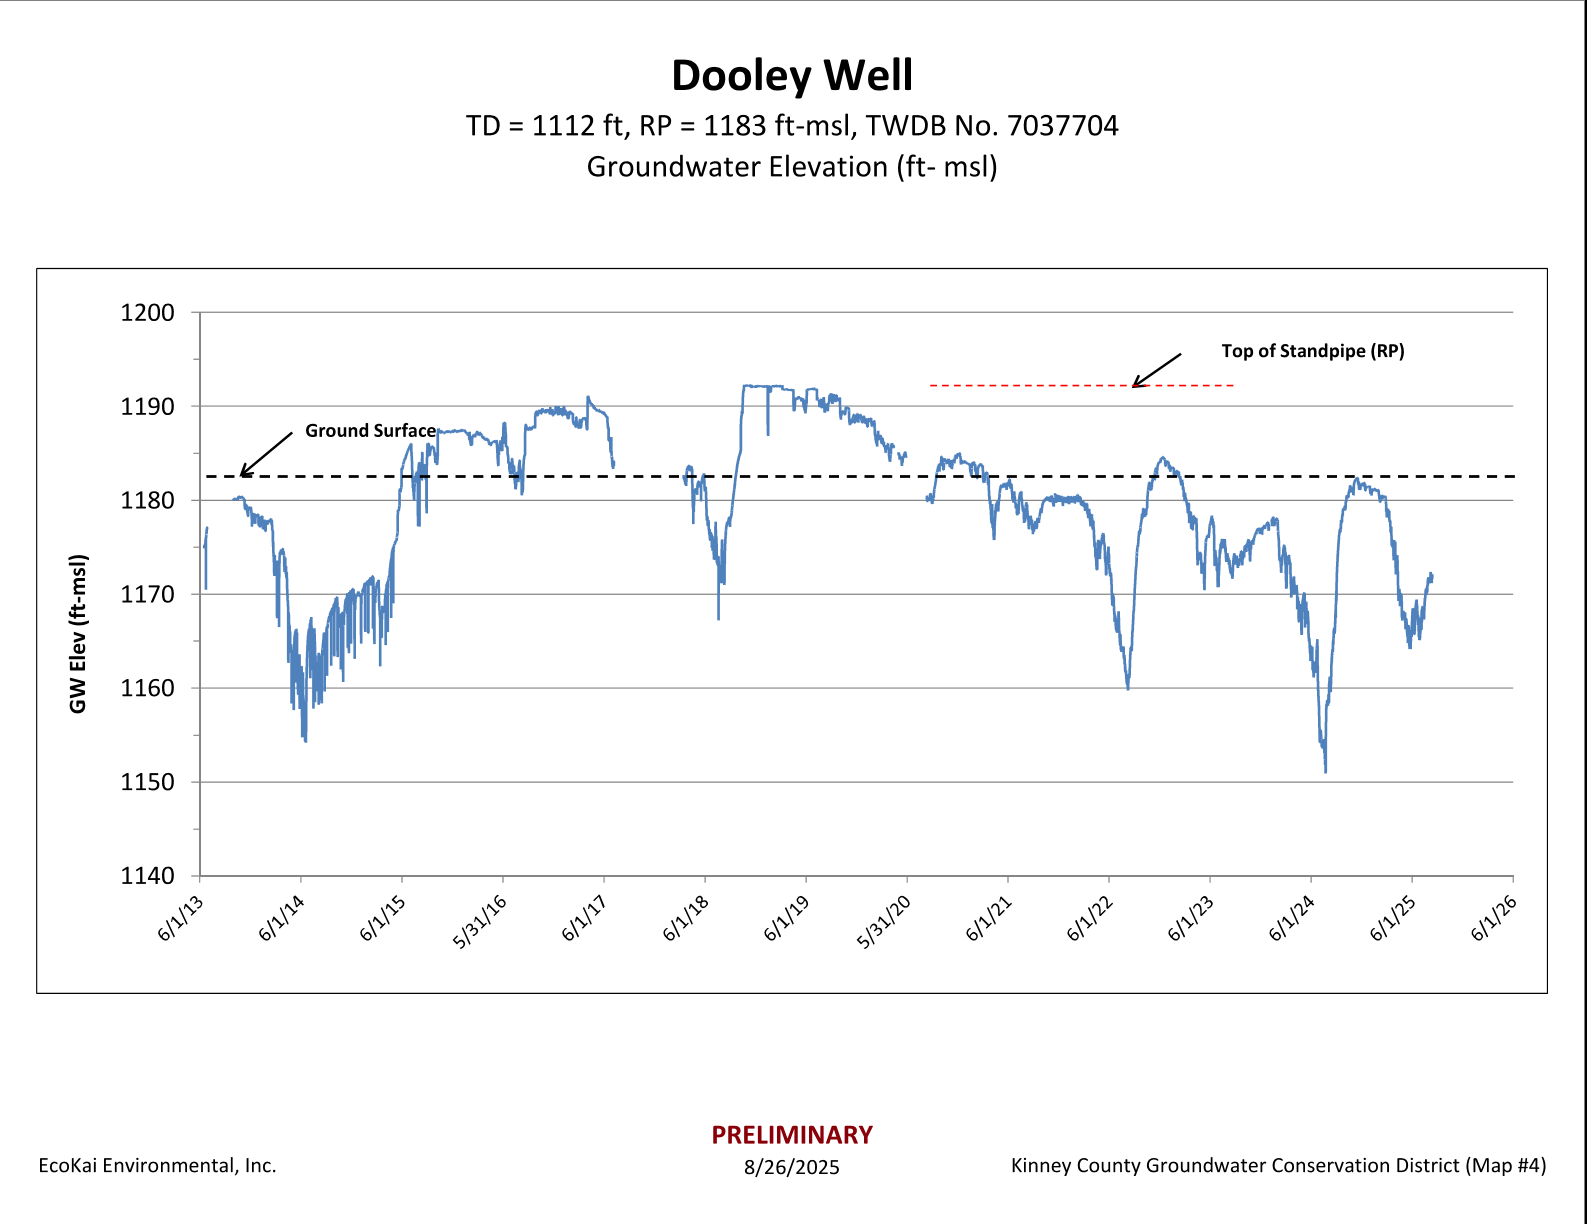 Dooley Well
TD = 1112 ft, RP = 1183 ft-msl, TWDB No. 7037704
Groundwater Elevation (ft- msl)
1200
1190
1180
1170
1160
1150
1140
GW Elev (ft-msl)
Top of Standpipe (RP)
Ground Surface
6/1/13
6/1/14
6/1/15
5/31/16
6/1/17
6/1/18
6/1/19
5/31/20
6/1/21
6/1/22
6/1/23
6/1/24
6/1/25
6/1/26
PRELIMINARY
EcoKai Environmental, Inc.
8/26/2025
Kinney County Groundwater Conservation District (Map #4)